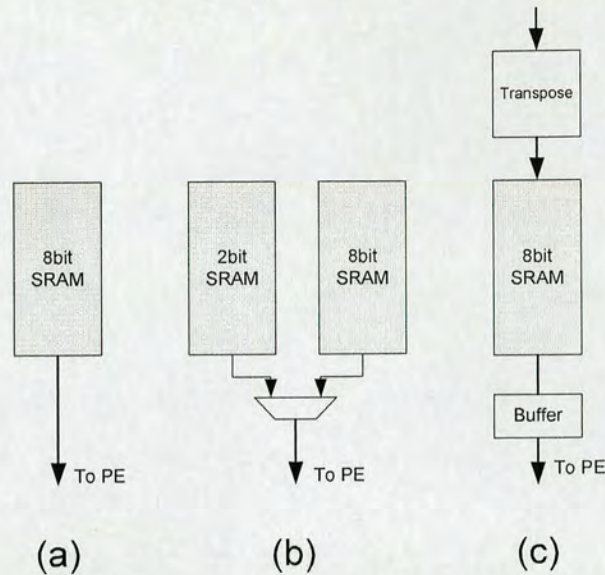 Transpose
8bit
SRAM
2bit
SRAM
8bit
SRAM
8bit
SRAM
Buffer
To PE
To PE
To PE
(a)
(b)
(c)